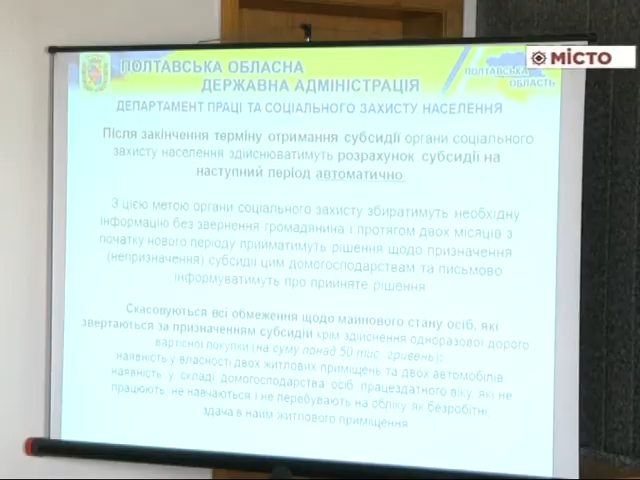 МІСТО
ПОЛТАВСЬКА ОБЛАСНА
ДЕРЖАВНА АДМІНІСТРАЦІЯ
ПОЛТАВСЬКА
ОБЛАСТЬ
ДЕПАРТАМЕНТ ПРАЦІ ТА СОЦІАЛЬНОГО ЗАХИСТУ НАСЕЛЕННЯ
Після закінчення терміну отримання субсидії органи соціального
захисту населення здійснюватимуть розрахунок субсидії на
наступний період автоматично.
З цією метою органи соціального захисту збиратимуть необхідну
інформацію без звернення громадянина і протягом двох місяців з
початку нового періоду прийматимуть рішення щодо призначення
(непризначення) субсидії цим домогосподарствам та письмово
інформуватимуть про прийняте рішення
Скасовуються всі обмеження щодо майнового стану осіб, які
звертаються за призначенням субсидій крім здійснення одноразової дорого
вартісної покупки (на суму понад 50 тис. гривень):
наявність у власності двох житлових приміщень та двох автомобілів
наявність у складі домогосподарства осіб працездатного віку, які не
працюють, не навчаються і не перебувають на обліку як безробітні;
здача в найм житлового приміщення